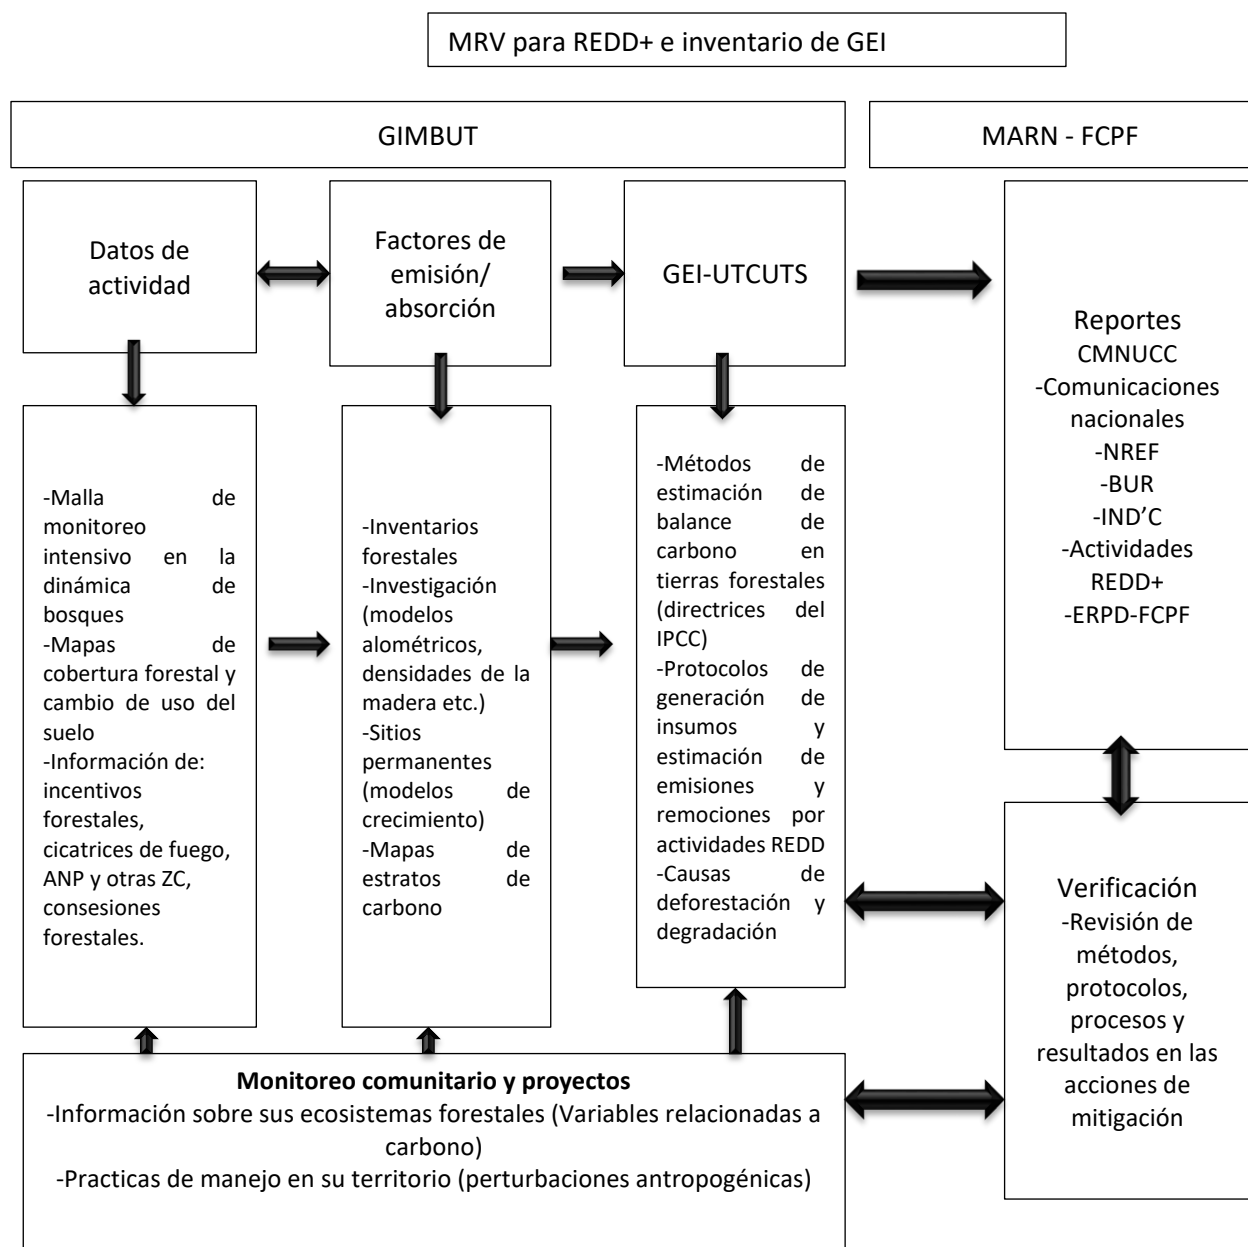 MRV para REDD+ e inventario de GEI
GIMBUT
MARN - FCPF
Datos de
actividad
Factores de
emisión/
absorción
GEI-UTCUTS
Reportes
CMNUCC
-Comunicaciones
nacionales
-NREF
-BUR
-IND’C
-Actividades
REDD+
-ERPD-FCPF
-Malla de
monitoreo
intensivo en la
dinámica de
bosques
-Mapas de
cobertura forestal y
cambio de uso del
suelo
-Información de:
incentivos
forestales,
cicatrices de fuego,
ANP y otras ZC,
consesiones
forestales.
-Inventarios
forestales
-Investigación
(modelos
alométricos,
densidades de la
madera etc.)
-Sitios
permanentes
(modelos de
crecimiento)
-Mapas de
estratos de
carbono
-Métodos de
estimación de
balance de
carbono en
tierras forestales
(directrices del
IPCC)
-Protocolos de
generación de
insumos y
estimación de
emisiones y
remociones por
actividades REDD
-Causas de
deforestación y
degradación
Verificación
-Revisión de
métodos,
protocolos,
procesos y
resultados en las
acciones de
mitigación
Monitoreo comunitario y proyectos
-Información sobre sus ecosistemas forestales (Variables relacionadas a
carbono)
-Practicas de manejo en su territorio (perturbaciones antropogénicas)